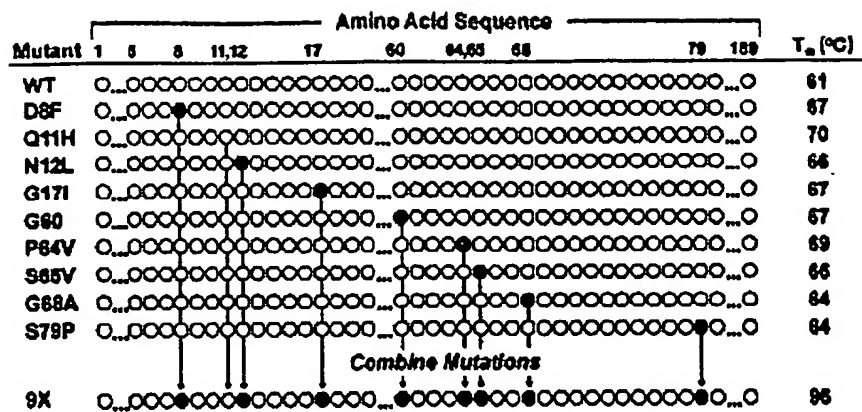 Amino Acid Sequence
Mutant 1 5 8 11,12 17 60 64,65 68 79 189 Tm (°C)
WT 61
D8F 67
Q11H 70
N12L 66
G17I 67
G60 67
P64V 69
S65V 66
G68A 64
S79P 64
Combine Mutations
9X 96